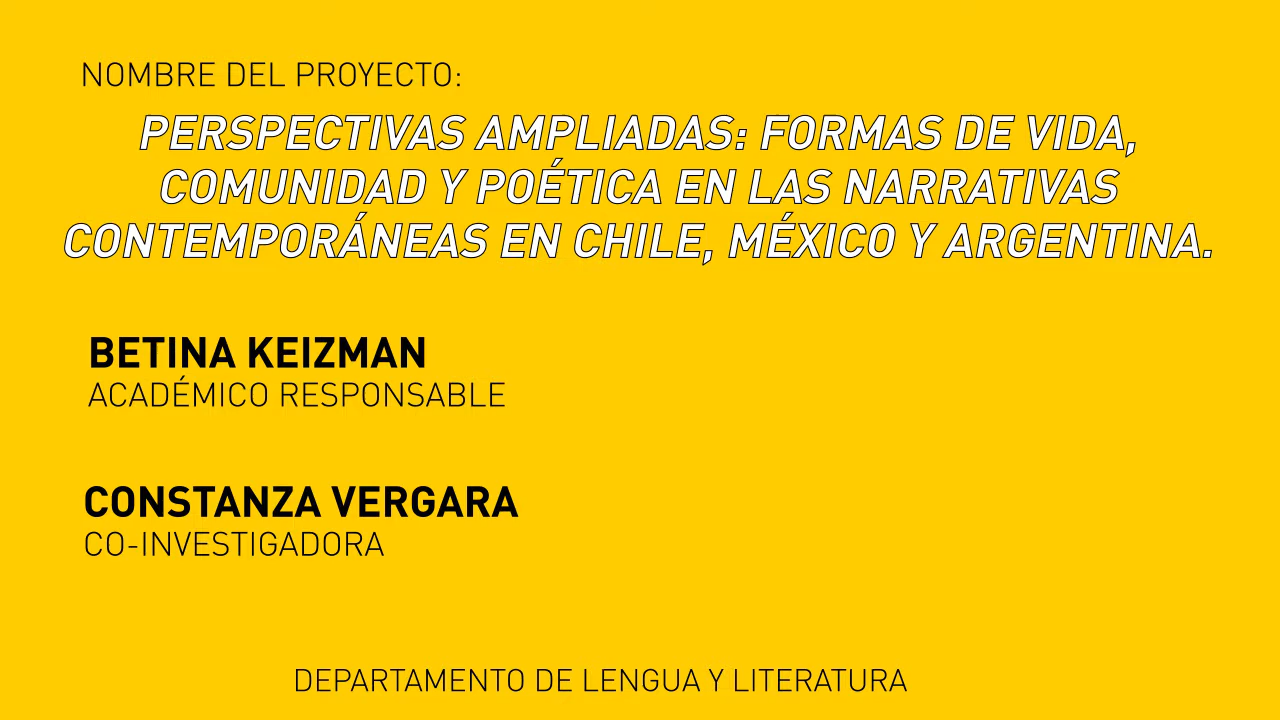 NOMBRE DEL PROYECTO:
PERSPECTIVAS AMPLIADAS: FORMAS DE VIDA,
COMUNIDAD Y POÉTICA EN LAS NARRATIVAS
CONTEMPORÁNEAS EN CHILE, MÉXICO Y ARGENTINA.
BETINA KEIZMAN
ACADÉMICO RESPONSABLE
CONSTANZA VERGARA
CO-INVESTIGADORA
DEPARTAMENTO DE LENGUA Y LITERATURA